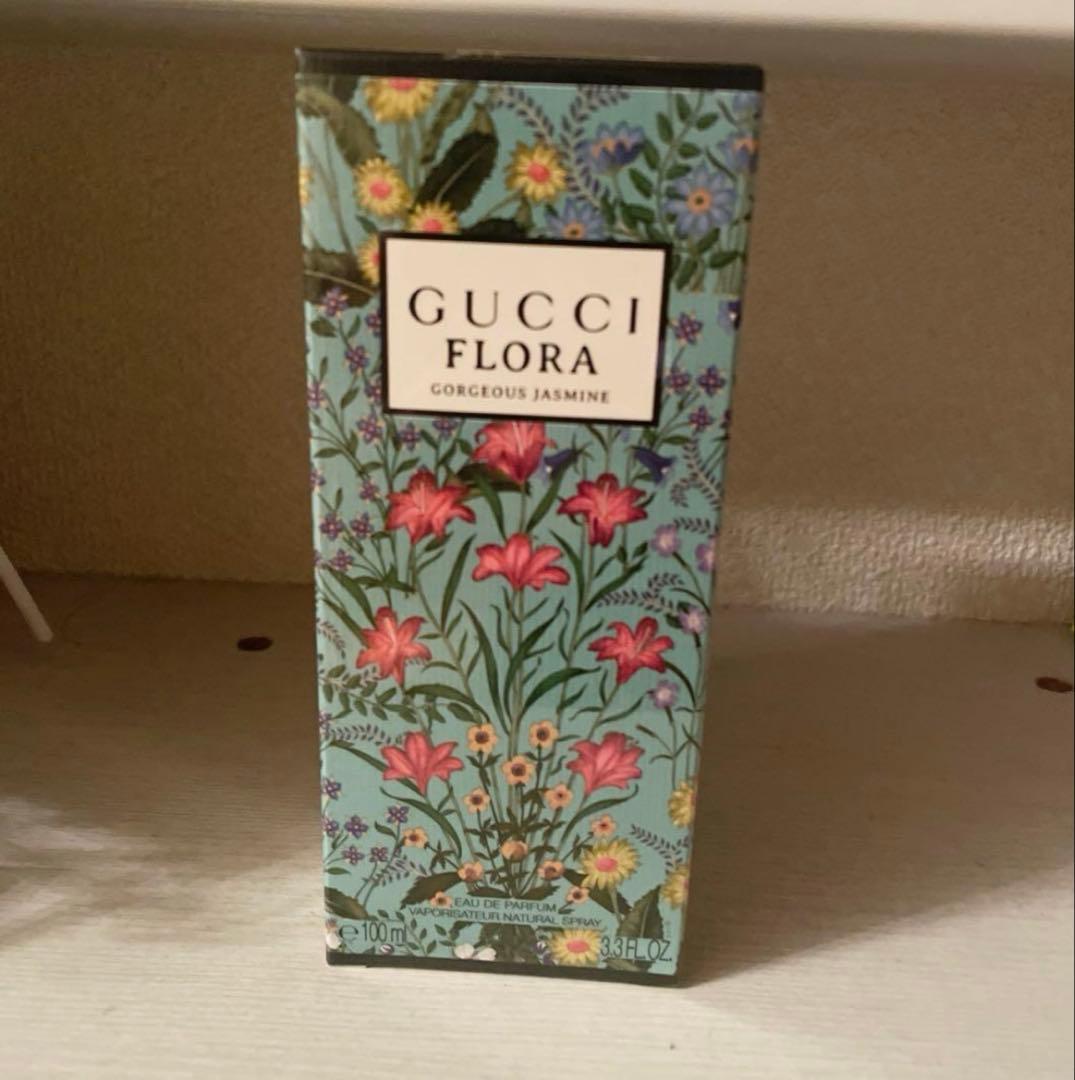 GUCCI
FLORA
GORGEOUS JASMINE
EAU DE PARFUM
VAPORISATEUR NATURAL SPRAY
℮ 100 ml
3.3 FL.OZ.